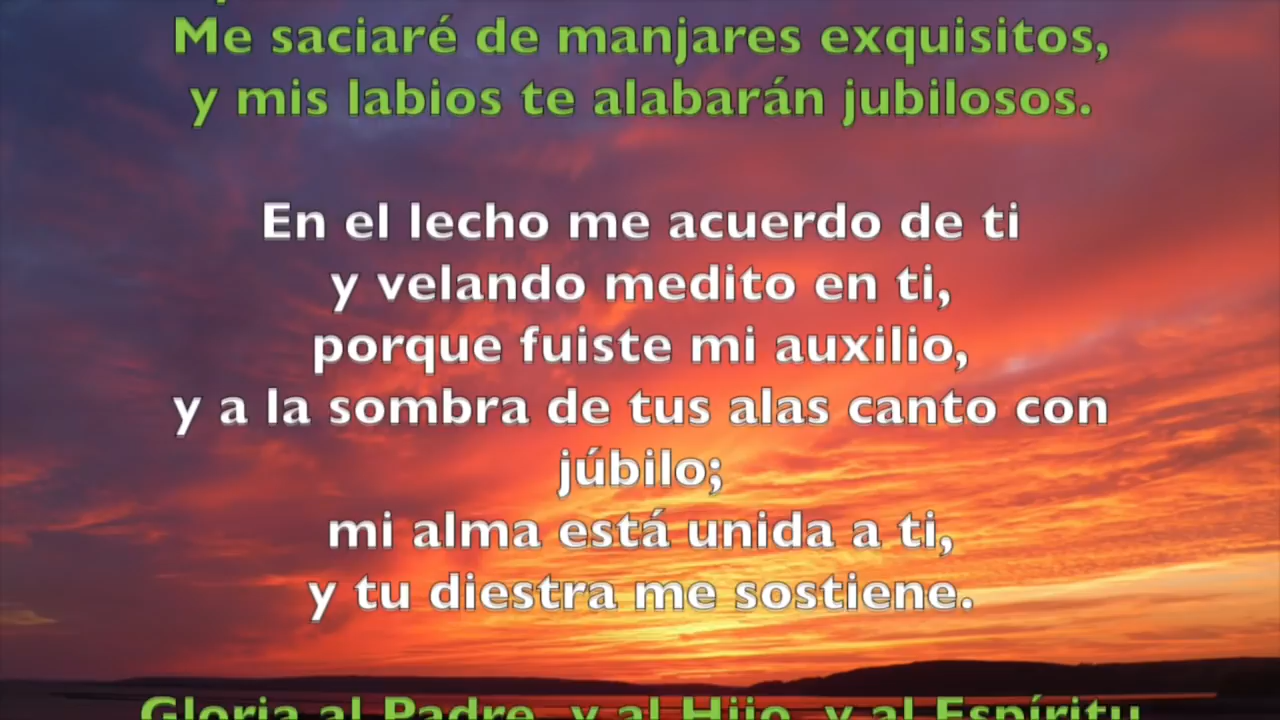 Me saciaré de manjares exquisitos,
y mis labios te alabarán jubilosos.
En el lecho me acuerdo de ti
y velando medito en ti,
porque fuiste mi auxilio,
y a la sombra de tus alas canto con
júbilo;
mi alma está unida a ti,
y tu diestra me sostiene.
Gloria al Padre, y al Hijo, y al Espíritu